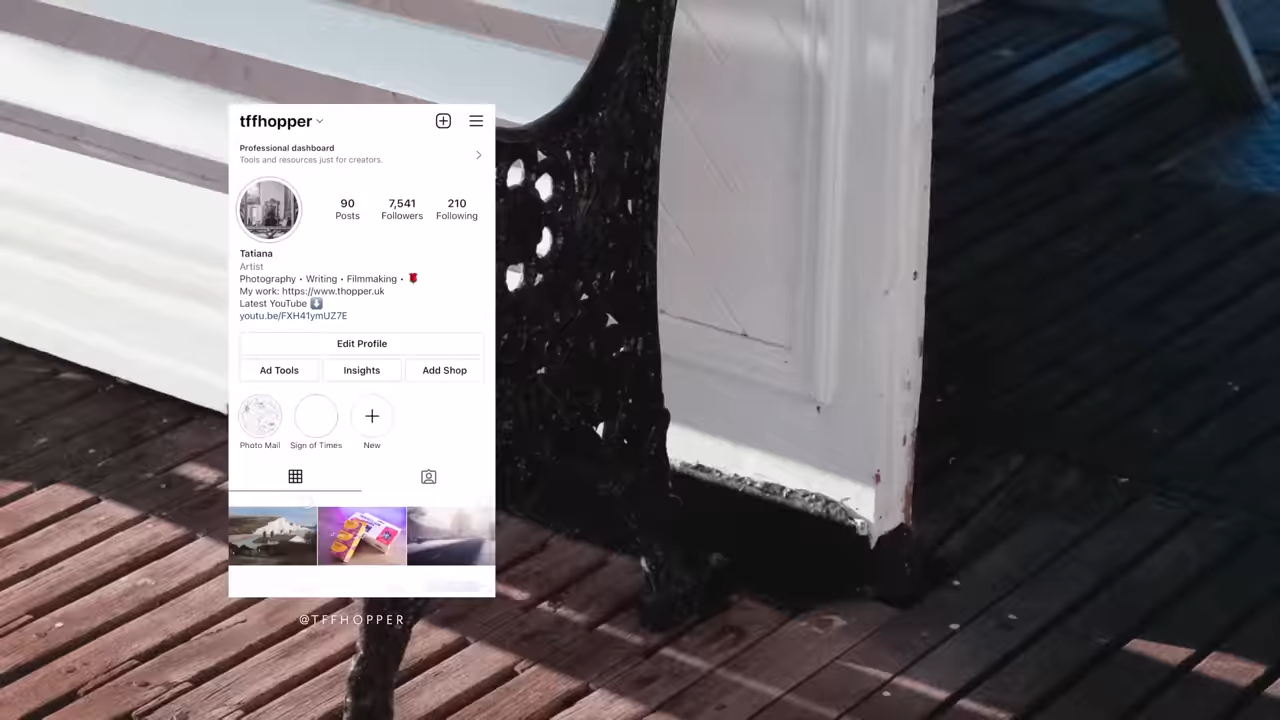 tffhopper
Professional dashboard
Tools and resources just for creators.
90 7,541 210
Posts Followers Following
Tatiana
Artist
Photography • Writing • Filmmaking •
My work: https://www.thopper.uk
Latest YouTube ⬇️
youtu.be/FXH41ymUZ7E
Edit Profile
Ad Tools Insights Add Shop
Photo Mail Sign of Times New
@TFFHOPPER